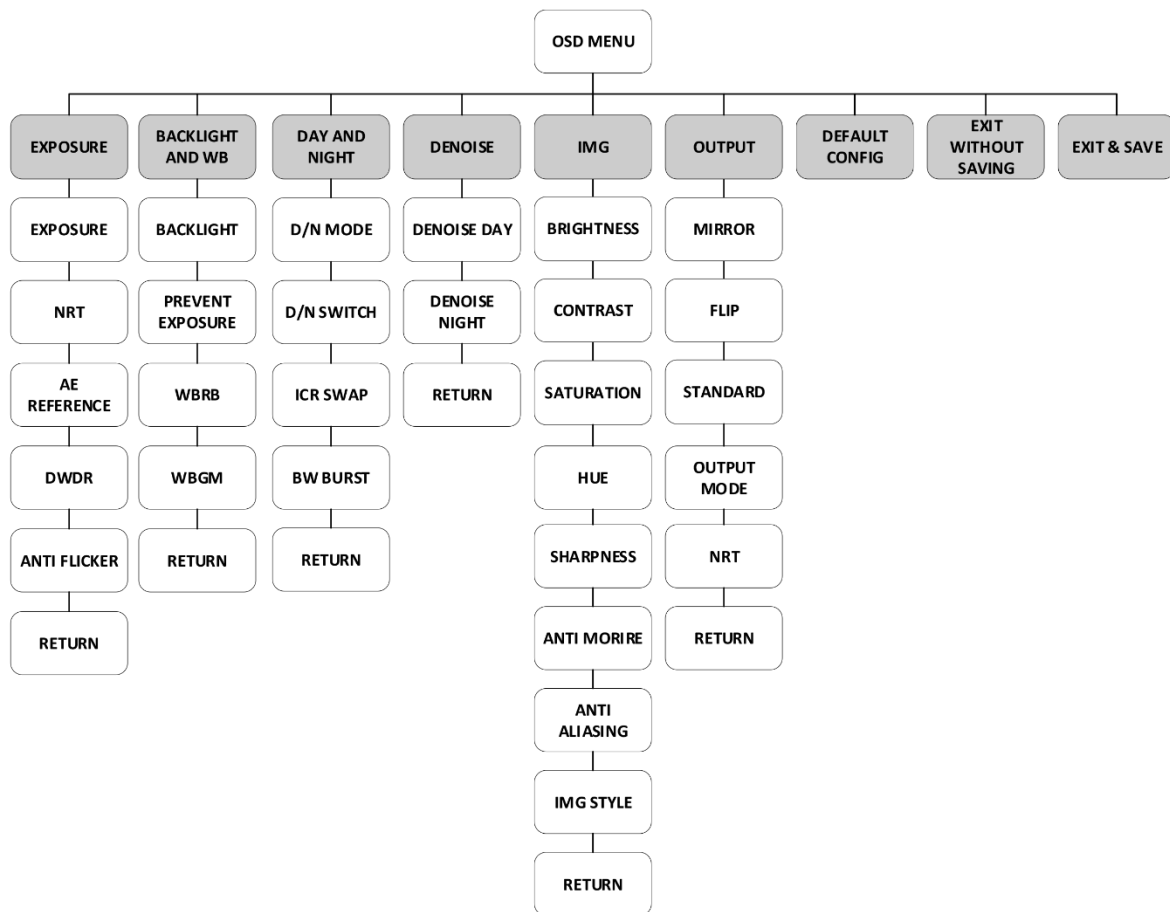 OSD MENU
EXPOSURE
BACKLIGHT
AND WB
DAY AND
NIGHT
DENOISE
IMG
OUTPUT
DEFAULT
CONFIG
EXIT
WITHOUT
SAVING
EXIT & SAVE
EXPOSURE
NRT
AE
REFERENCE
DWDR
ANTI FLICKER
RETURN
BACKLIGHT
PREVENT
EXPOSURE
WBRB
WBGM
RETURN
D/N MODE
D/N SWITCH
ICR SWAP
BW BURST
RETURN
DENOISE DAY
DENOISE
NIGHT
RETURN
BRIGHTNESS
CONTRAST
SATURATION
HUE
SHARPNESS
ANTI MORIRE
ANTI
ALIASING
IMG STYLE
RETURN
MIRROR
FLIP
STANDARD
OUTPUT
MODE
NRT
RETURN